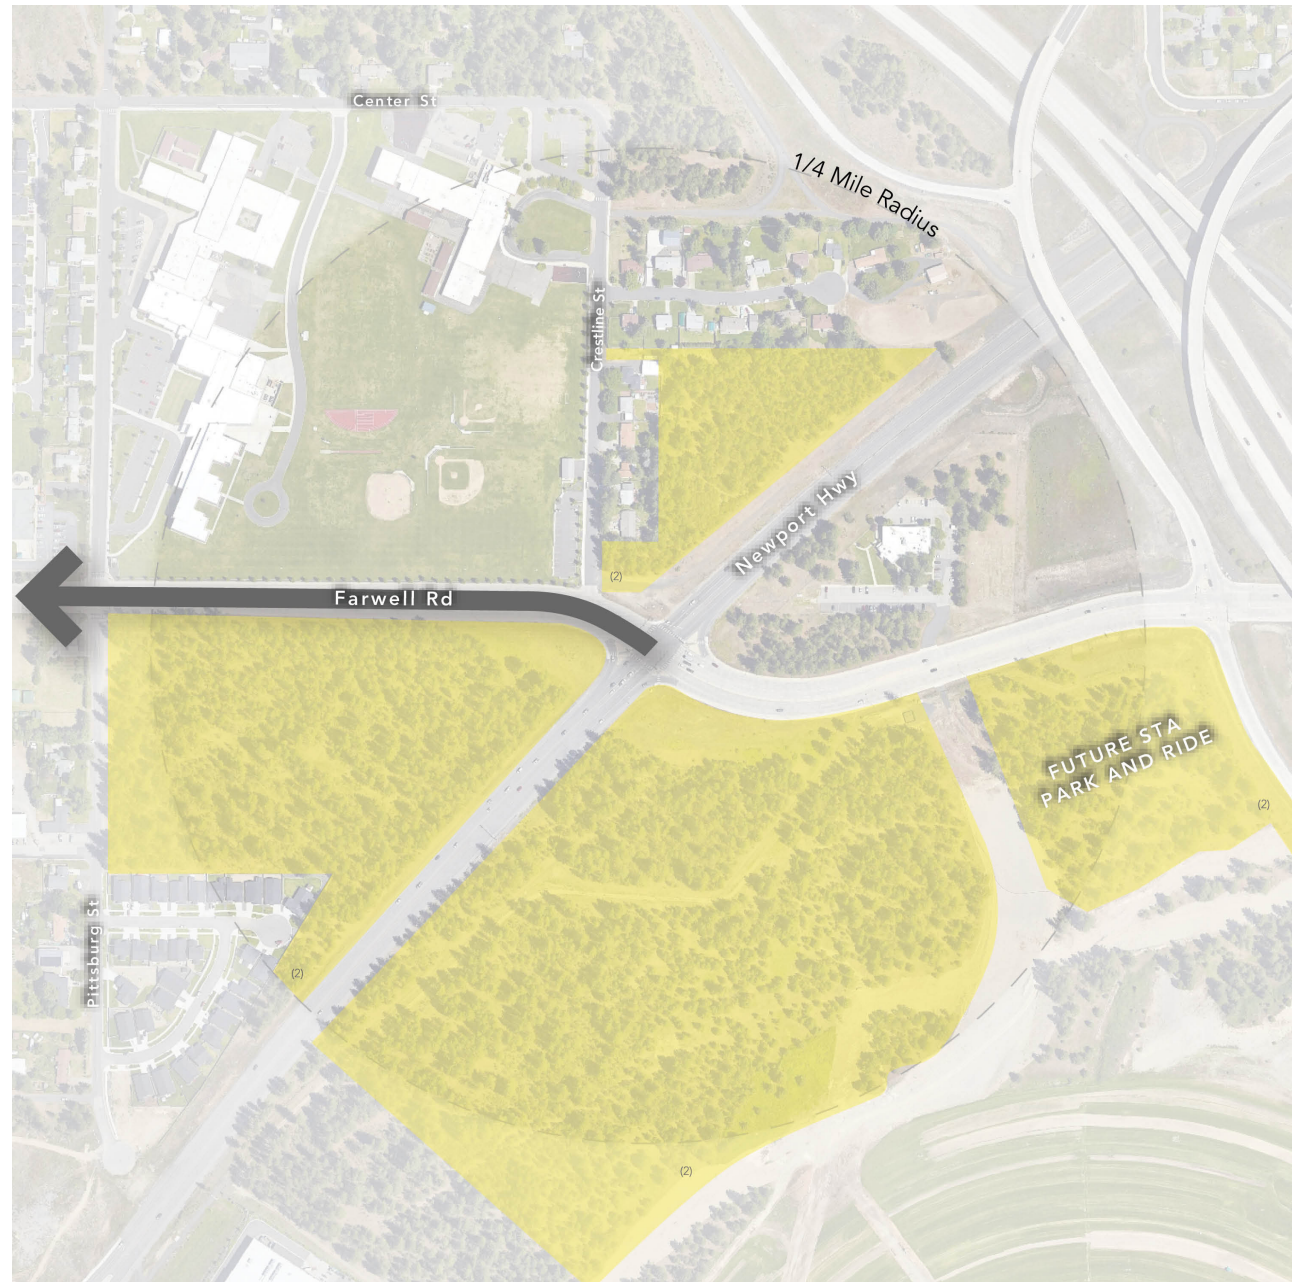 Center St
1/4 Mile Radius
Crestline St
Newport Hwy
(2)
Farwell Rd
FUTURE STA
PARK AND RIDE
(2)
Pittsburg St
(2)
(2)